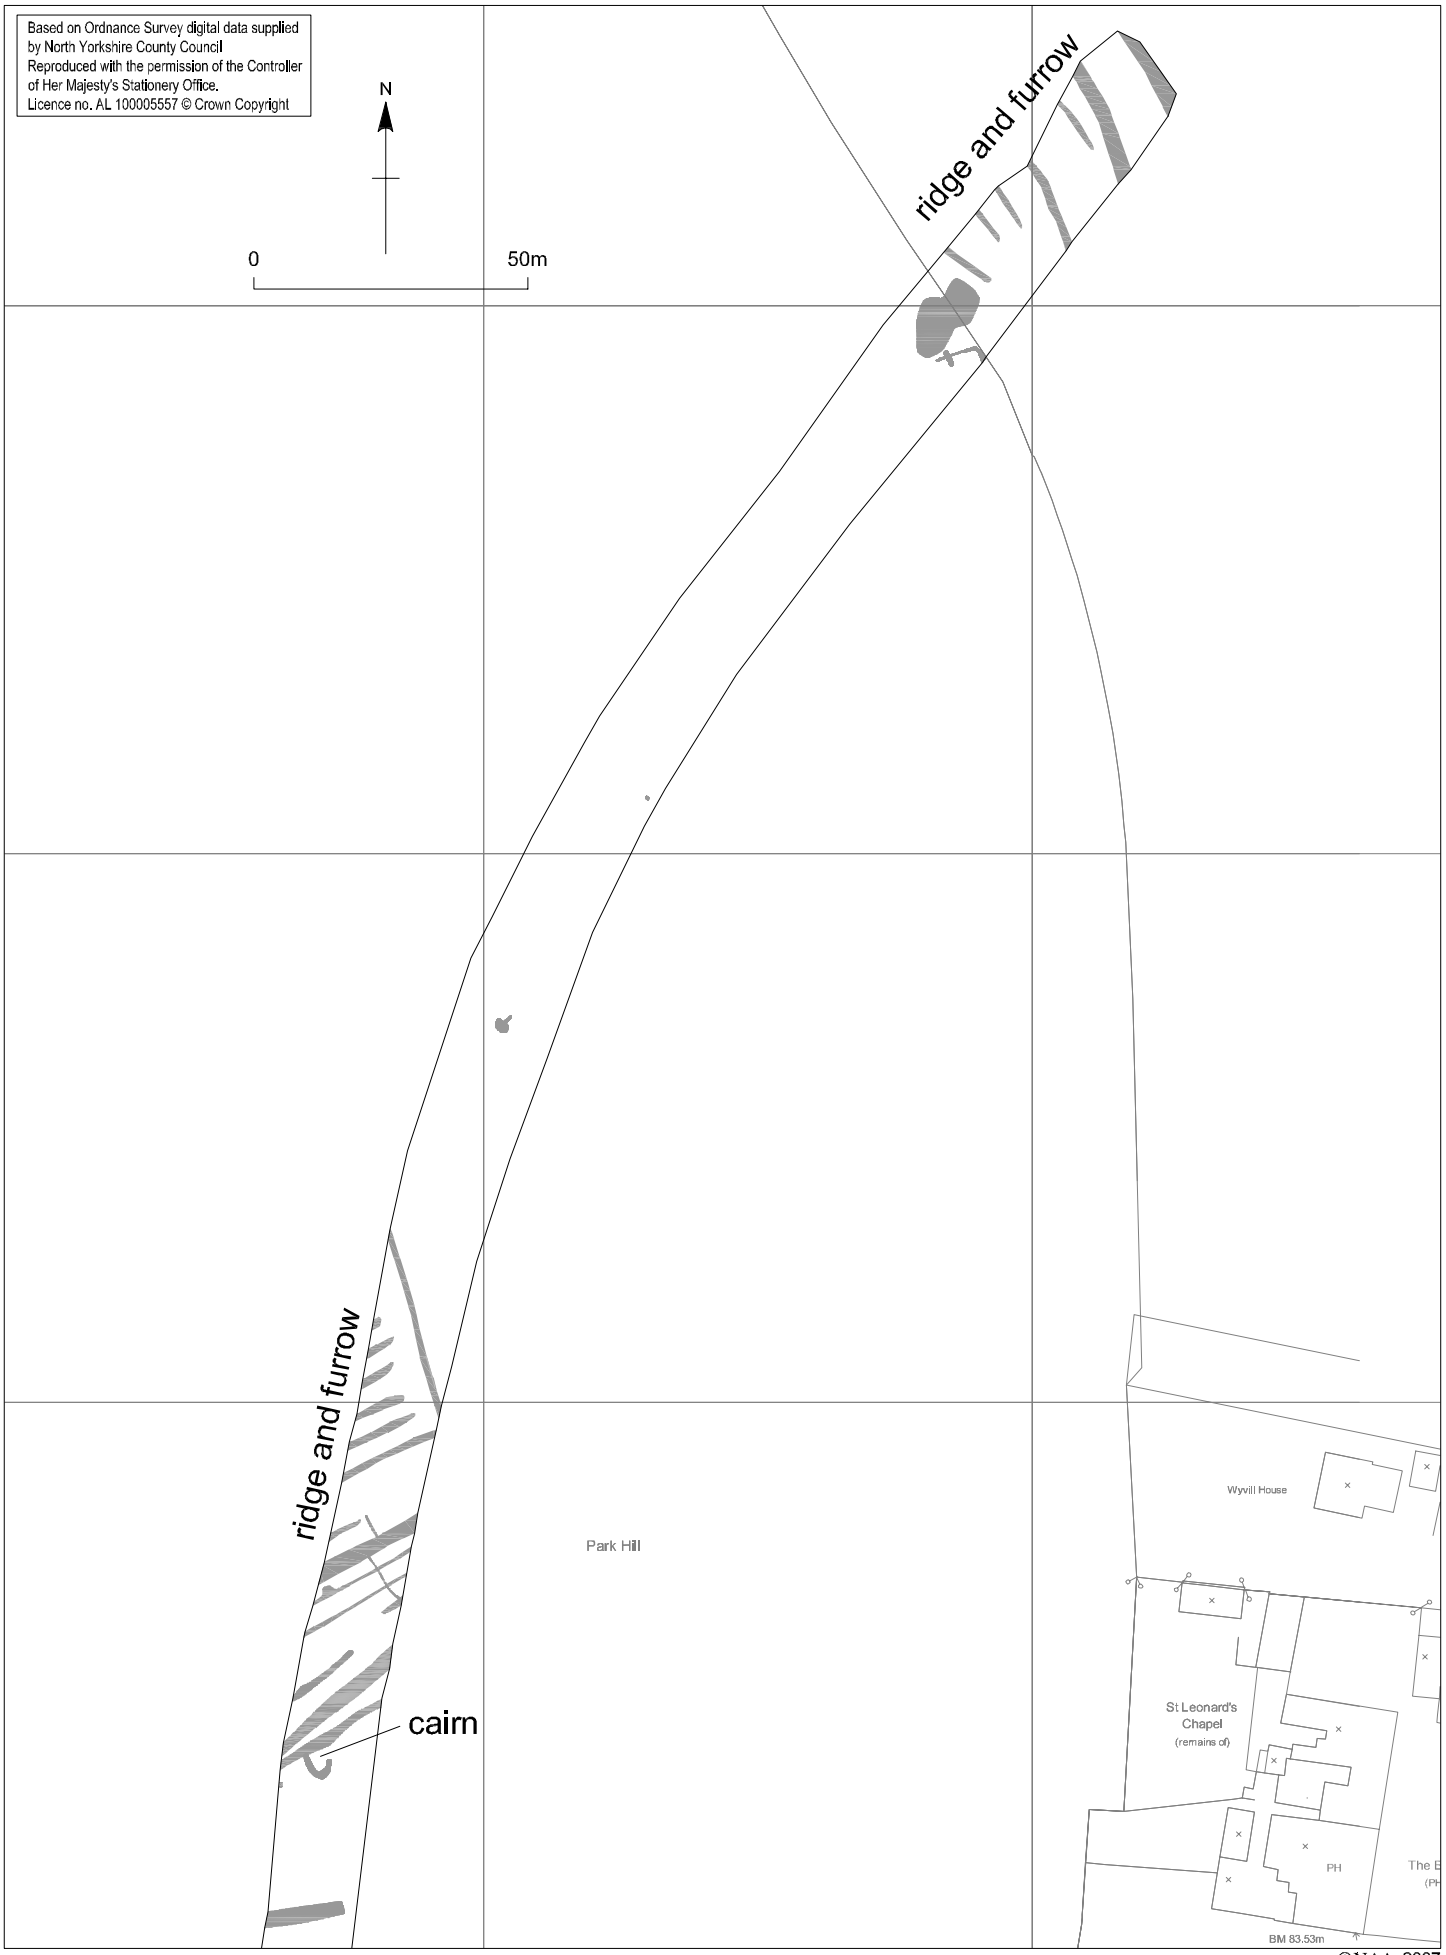 Based on Ordnance Survey digital data supplied
by North Yorkshire County Council
Reproduced with the permission of the Controller
of Her Majesty's Stationery Office.
Licence no. AL 100005557 © Crown Copyright
N
0 50m
ridge and furrow
ridge and furrow
Wyvill House
Park Hill
St Leonard's
Chapel
(remains of)
cairn
PH
The
BM 83.53m